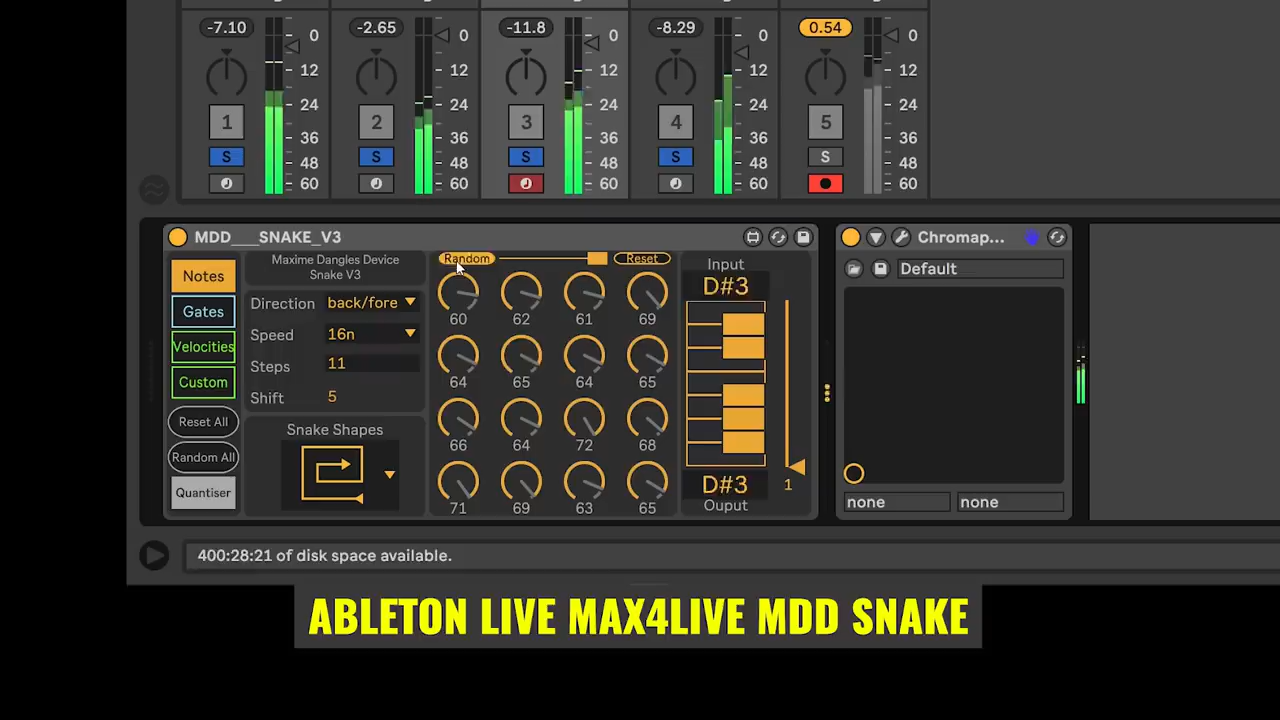 -7.10 -2.65 -11.8 -8.29 0.54
0 0 0 0 0
12 12 12 12 12
24 24 24 24 24
1 2 3 4 5
36 36 36 36 36
S S S S S
48 48 48 48 48
60 60 60 60 60
MDD___SNAKE_V3
Chromap...
Notes
Maxime Dangles Device
Snake V3
Random
Reset
Input
Default
D#3
Gates
Direction back/fore
60 62 61 69
Speed 16n
Velocities
Steps 11
Custom
64 65 64 65
Shift 5
Reset All
Snake Shapes
66 64 72 68
Random All
D#3
1
Quantiser
71 69 63 65
Ouput
none none
400:28:21 of disk space available.
ABLETON LIVE MAX4LIVE MDD SNAKE